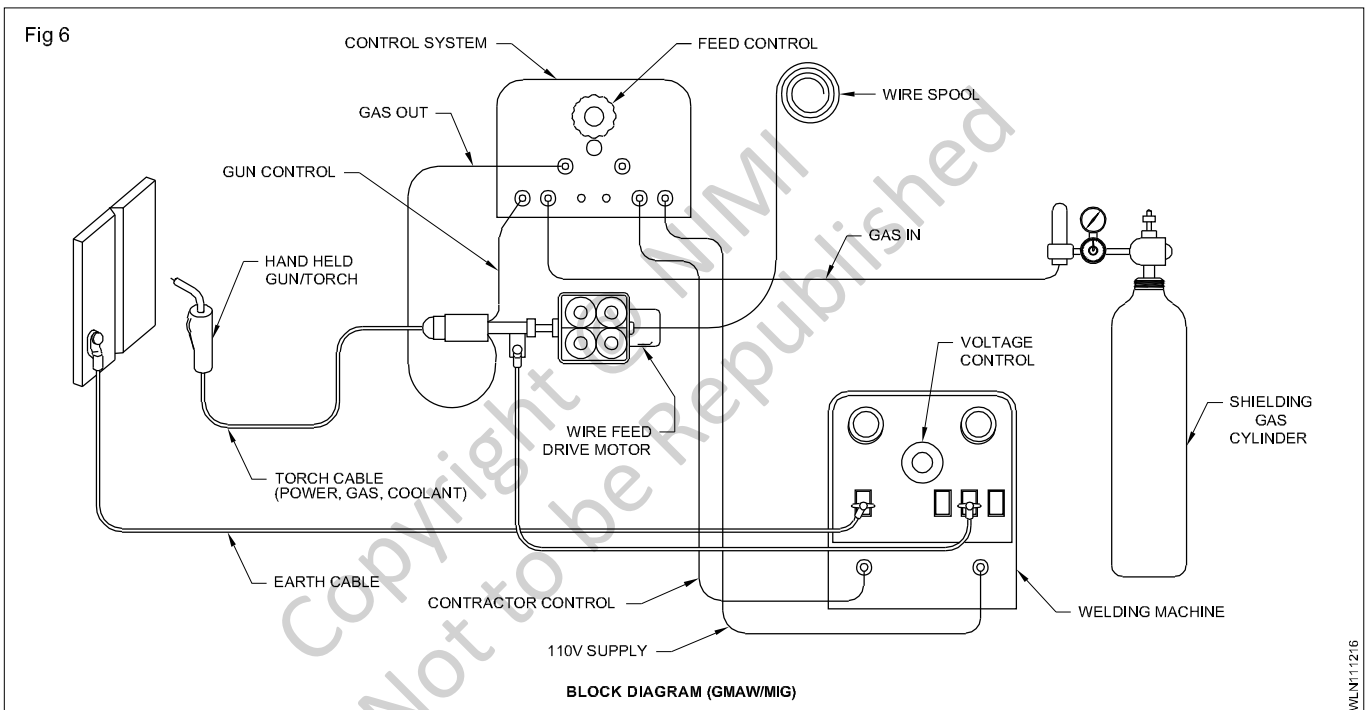 Fig 6
CONTROL SYSTEM
FEED CONTROL
WIRE SPOOL
GAS OUT
GUN CONTROL
GAS IN
HAND HELD
GUN/TORCH
VOLTAGE
CONTROL
WIRE FEED
DRIVE MOTOR
SHIELDING
GAS
CYLINDER
TORCH CABLE
(POWER, GAS, COOLANT)
EARTH CABLE
CONTRACTOR CONTROL
WELDING MACHINE
110V SUPPLY
BLOCK DIAGRAM (GMAW/MIG)
WLN111216
Copyright @ NIMI
Not to be Republished